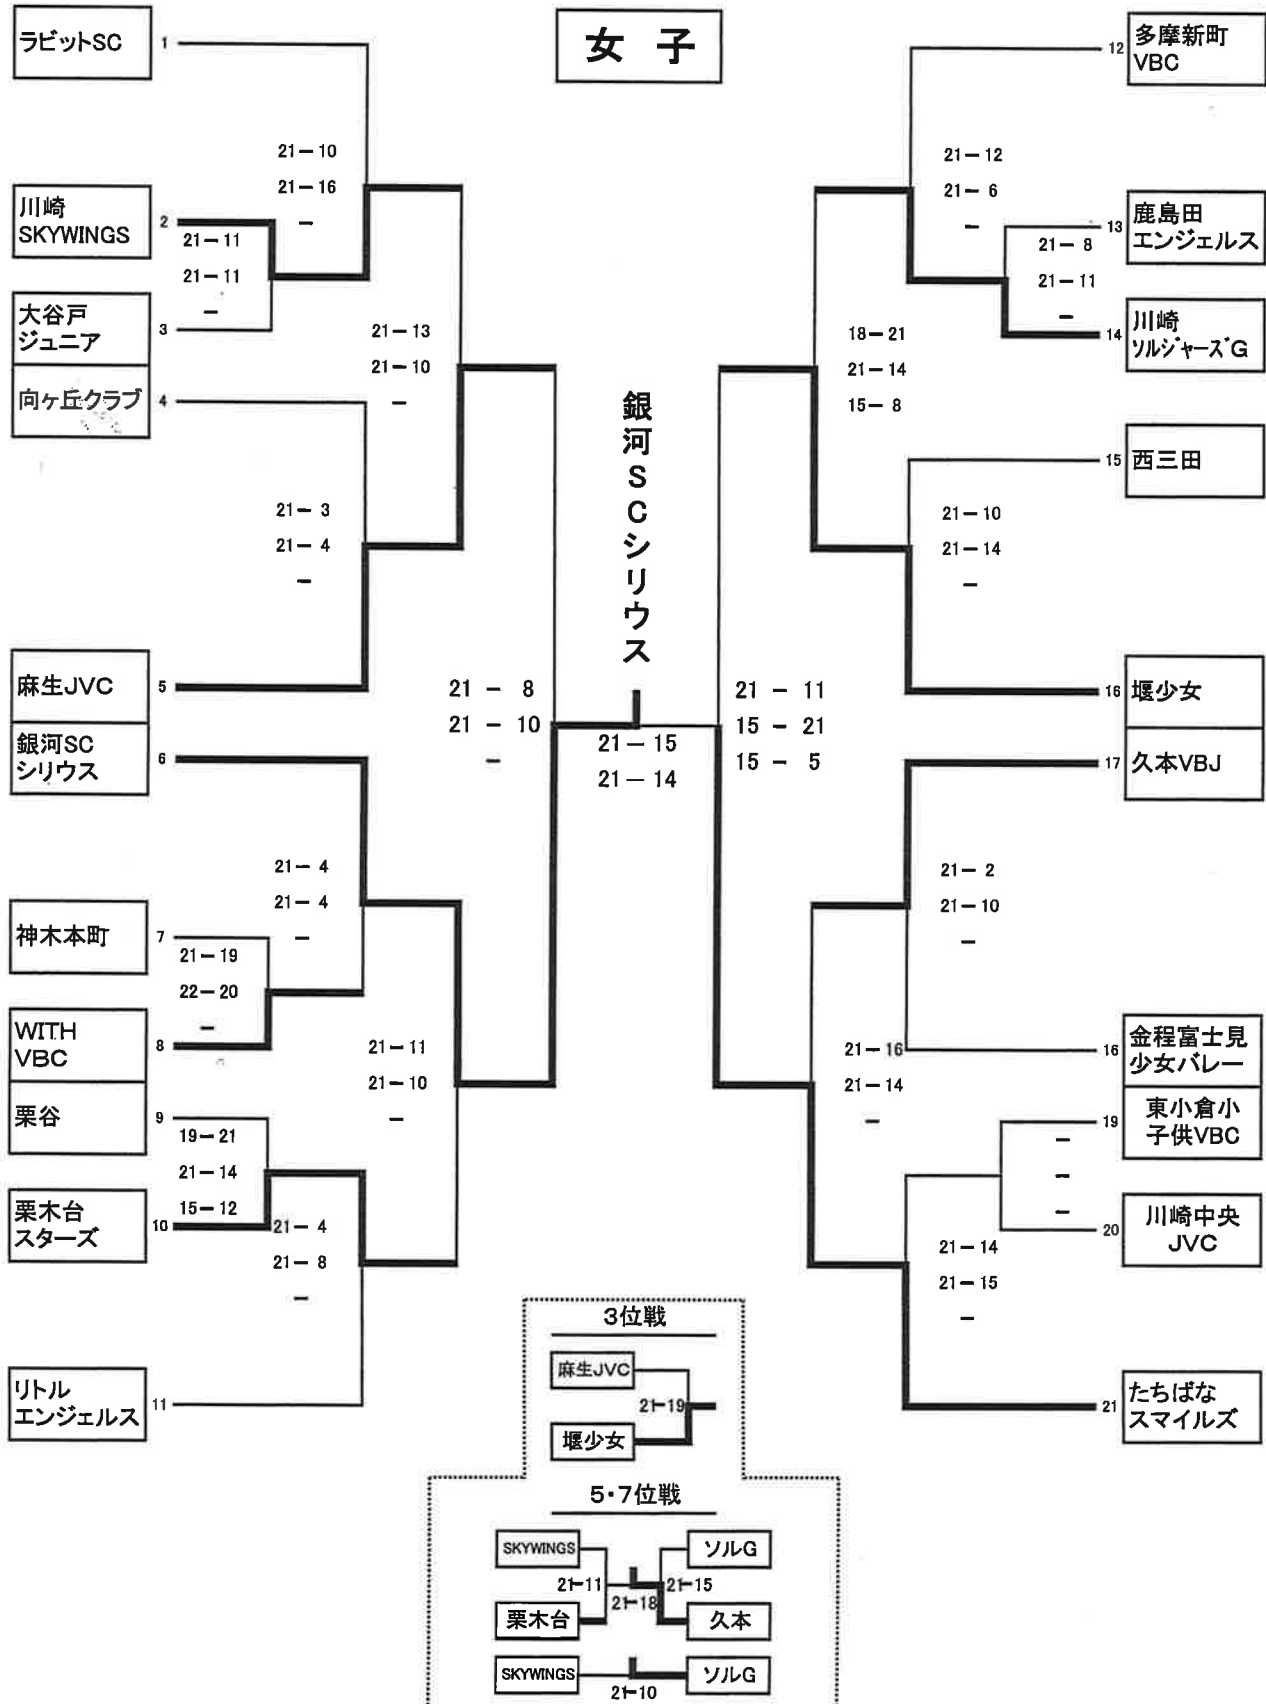 女 子
ラビットSC
1
21－10
21－16
－
川崎
SKYWINGS
2
21－11
21－11
－
大谷戸
ジュニア
3
21－13
21－10
－
向ヶ丘クラブ
4
21－3
21－4
－
麻生JVC
5
21 － 8
21 － 10
－
銀河SC
シリウス
6
21－4
21－4
－
神木本町
7
21－19
22－20
－
WITH
VBC
8
21－11
21－10
－
栗谷
9
19－21
21－14
15－12
栗木台
スターズ
10
21－4
21－8
－
リトル
エンジェルス
11
銀河SCシリウス
21－15
21－14
12
多摩新町
VBC
21－12
21－6
－
13
鹿島田
エンジェルス
21－8
21－11
－
14
川崎
ソルジャーズG
18－21
21－14
15－8
15
西三田
21－10
21－14
－
16
堰少女
21 － 11
15 － 21
15 － 5
17
久本VBJ
21－2
21－10
－
16
金程富士見
少女バレー
21－16
21－14
－
19
東小倉小
子供VBC
－
－
－
20
川崎中央
JVC
21－14
21－15
－
21
たちばな
スマイルズ
3位戦
麻生JVC
21－19
堰少女
5・7位戦
SKYWINGS
ソルG
21－11
21－15
21－18
栗木台
久本
SKYWINGS
ソルG
21－10